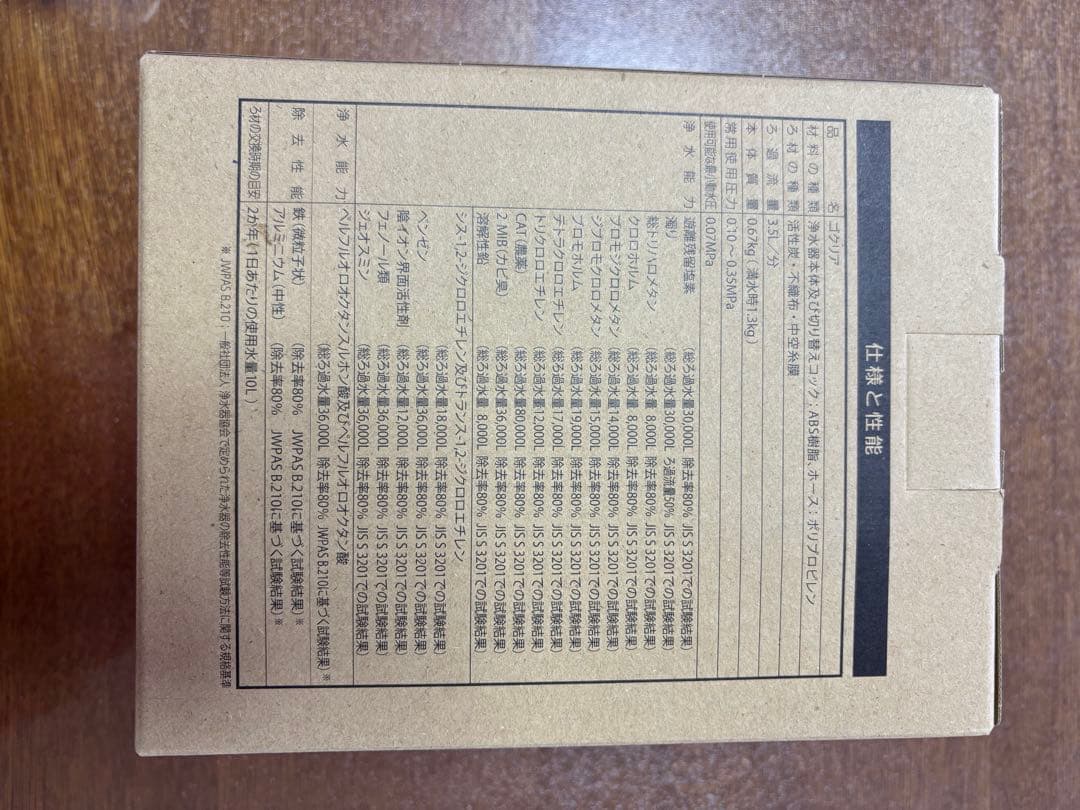 仕様と性能
品名 ゴクリア
材料の種類 浄水器本体及び切り替えコック：ABS樹脂、ホース：ポリプロピレン
ろ材の種類 活性炭・不織布・中空糸膜
ろ過流量 3.5L／分
本体質量 0.67kg（満水時1.3kg）
常用使用圧力 0.10～0.35MPa
使用可能な最小動水圧 0.07MPa
浄水能力 遊離残留塩素 （総ろ過水量30,000L 除去率80% JIS S 3201での試験結果）
濁り （総ろ過水量30,000L ろ過流量50% JIS S 3201での試験結果）
総トリハロメタン （総ろ過水量 8,000L 除去率80% JIS S 3201での試験結果）
クロロホルム （総ろ過水量 8,000L 除去率80% JIS S 3201での試験結果）
ブロモジクロロメタン （総ろ過水量14,000L 除去率80% JIS S 3201での試験結果）
ジブロモクロロメタン （総ろ過水量15,000L 除去率80% JIS S 3201での試験結果）
ブロモホルム （総ろ過水量19,000L 除去率80% JIS S 3201での試験結果）
テトラクロロエチレン （総ろ過水量17,000L 除去率80% JIS S 3201での試験結果）
トリクロロエチレン （総ろ過水量12,000L 除去率80% JIS S 3201での試験結果）
CAT（農薬） （総ろ過水量80,000L 除去率80% JIS S 3201での試験結果）
2-MIB（カビ臭） （総ろ過水量36,000L 除去率80% JIS S 3201での試験結果）
溶解性鉛 （総ろ過水量 8,000L 除去率80% JIS S 3201での試験結果）
シス-1,2-ジクロロエチレン及びトランス-1,2-ジクロロエチレン
（総ろ過水量18,000L 除去率80% JIS S 3201での試験結果）
ベンゼン （総ろ過水量36,000L 除去率80% JIS S 3201での試験結果）
陰イオン界面活性剤 （総ろ過水量12,000L 除去率80% JIS S 3201での試験結果）
フェノール類 （総ろ過水量36,000L 除去率80% JIS S 3201での試験結果）
ジェオスミン （総ろ過水量36,000L 除去率80% JIS S 3201での試験結果）
浄水能力 ペルフルオロオクタンスルホン酸及びペルフルオロオクタン酸
（総ろ過水量36,000L 除去率80% JWPAS B.210に基づく試験結果）※
除去性能 鉄（微粒子状） （除去率80% JWPAS B.210に基づく試験結果）※
アルミニウム（中性） （除去率80% JWPAS B.210に基づく試験結果）※
ろ材の交換時期の目安 2カ年（1日あたりの使用水量10L）
※ JWPAS B.210：一般社団法人 浄水器協会で定められた浄水器の除去性能等試験方法に関する規格基準